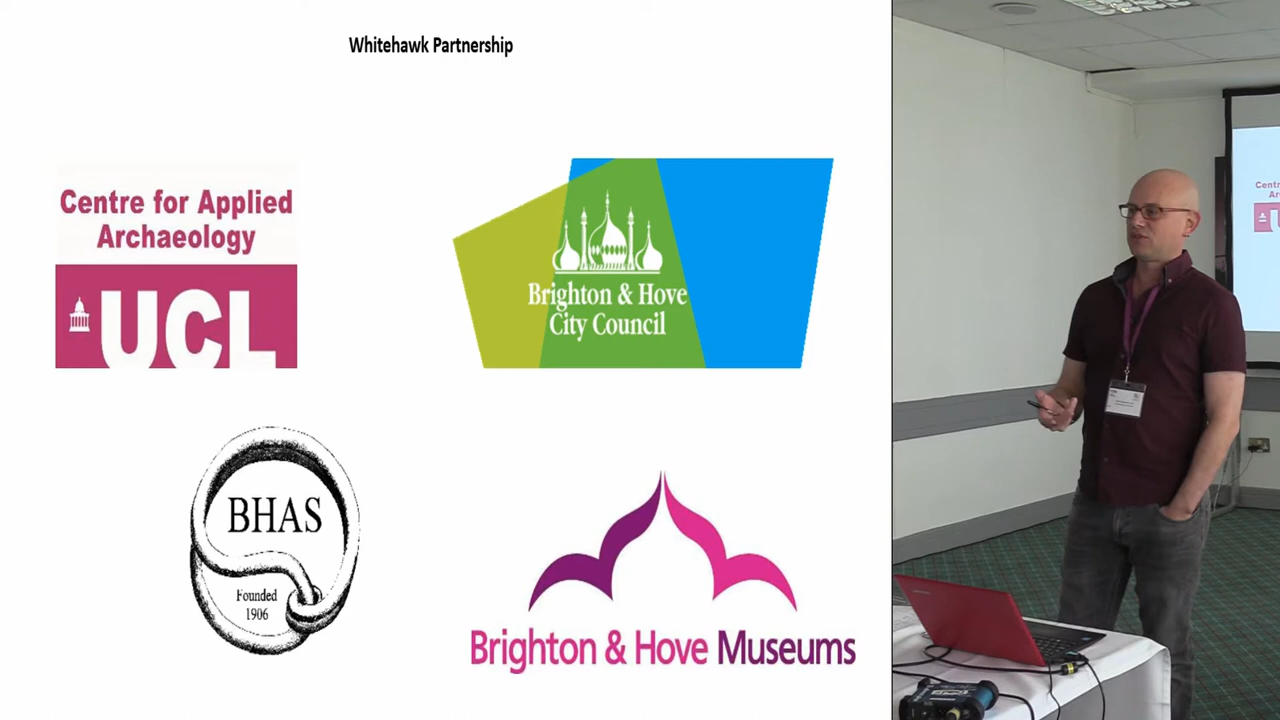 Whitehawk Partnership
Centre for Applied
Archaeology
UCL
Brighton & Hove
City Council
BHAS
Founded
1906
Brighton & Hove Museums